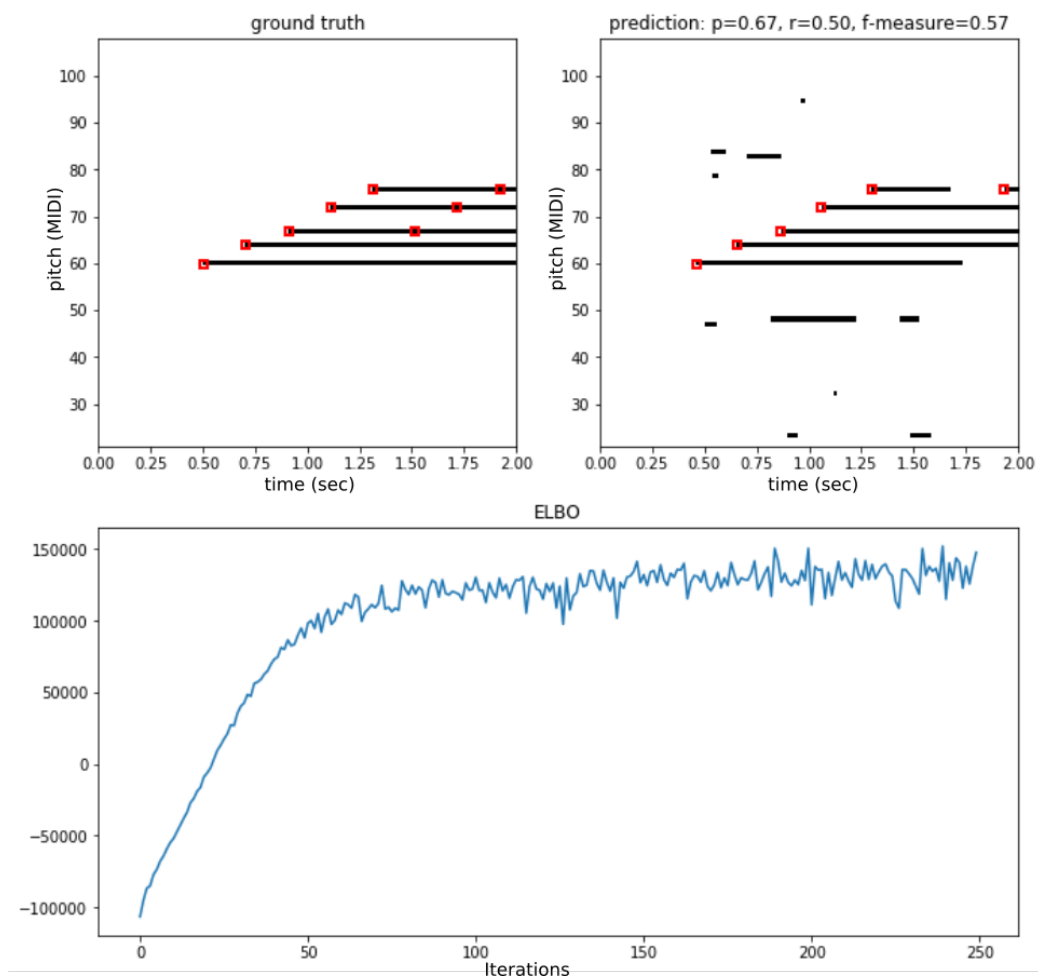 ground truth
100
90
80
70
60
50
40
30
pitch (MIDI)
0.00 0.25 0.50 0.75 1.00 1.25 1.50 1.75 2.00
time (sec)
prediction: p=0.67, r=0.50, f-measure=0.57
100
90
80
70
60
50
40
30
pitch (MIDI)
0.00 0.25 0.50 0.75 1.00 1.25 1.50 1.75 2.00
time (sec)
ELBO
150000
100000
50000
0
−50000
−100000
0 50 100 150 200 250
Iterations